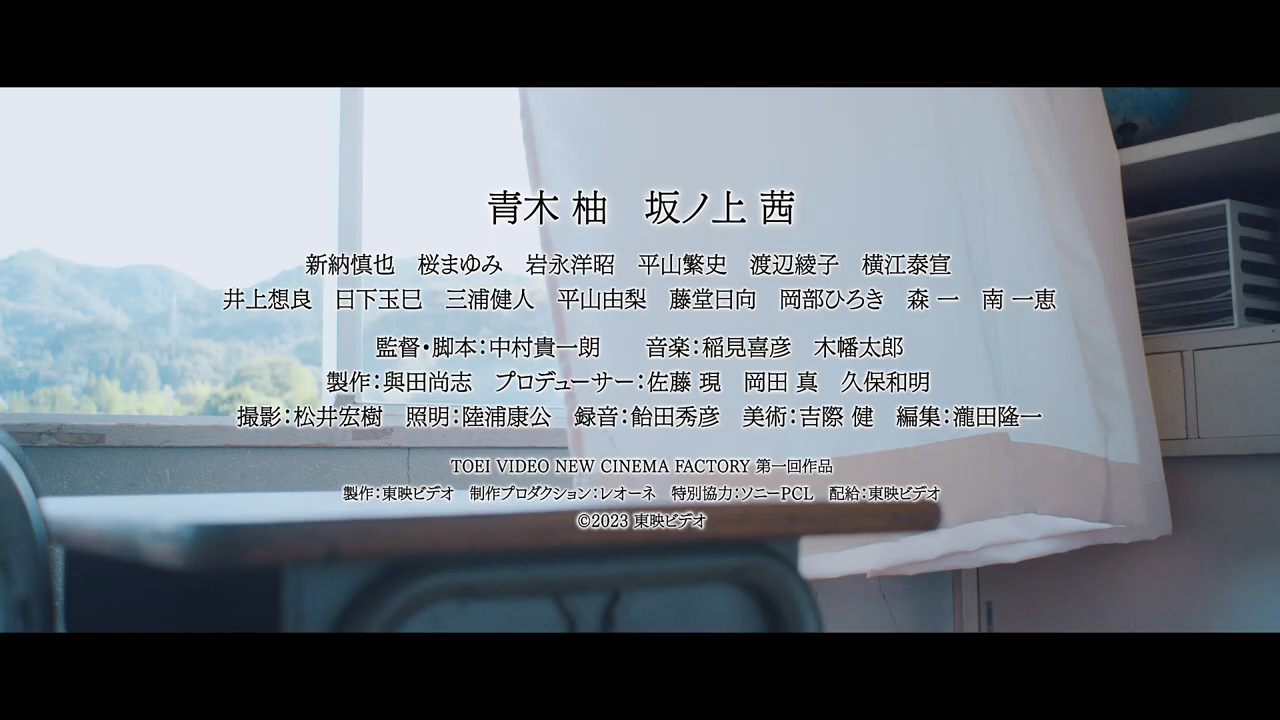 青木 柚　坂ノ上 茜
新納慎也　桜まゆみ　岩永洋昭　平山繁史　渡辺綾子　横江泰宣
井上想良　日下玉巳　三浦健人　平山由梨　藤堂日向　岡部ひろき　森 一　南 一恵
監督・脚本：中村貴一朗　　音楽：稲見喜彦　木幡太郎
製作：與田尚志　プロデューサー：佐藤 現　岡田 真　久保和明
撮影：松井宏樹　照明：陸浦康公　録音：飴田秀彦　美術：吉際 健　編集：瀧田隆一
TOEI VIDEO NEW CINEMA FACTORY 第一回作品
製作：東映ビデオ　制作プロダクション：レオーネ　特別協力：ソニーPCL　配給：東映ビデオ
©2023 東映ビデオ